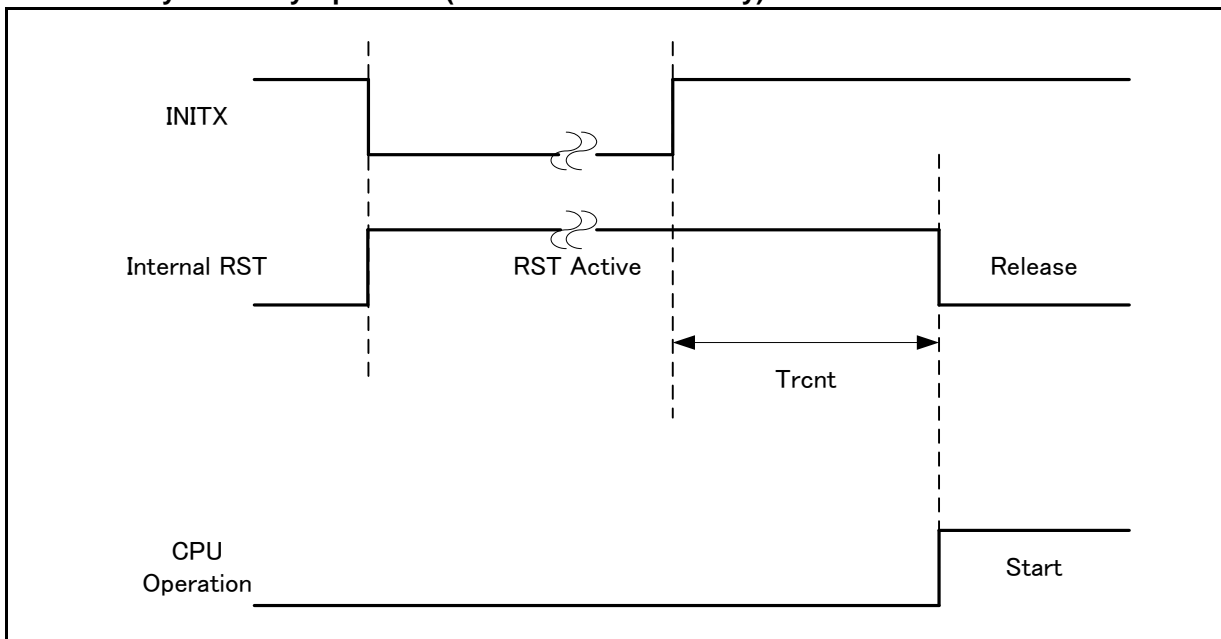 INITX
Internal RST
RST Active
Release
Trcnt
CPU
Operation
Start